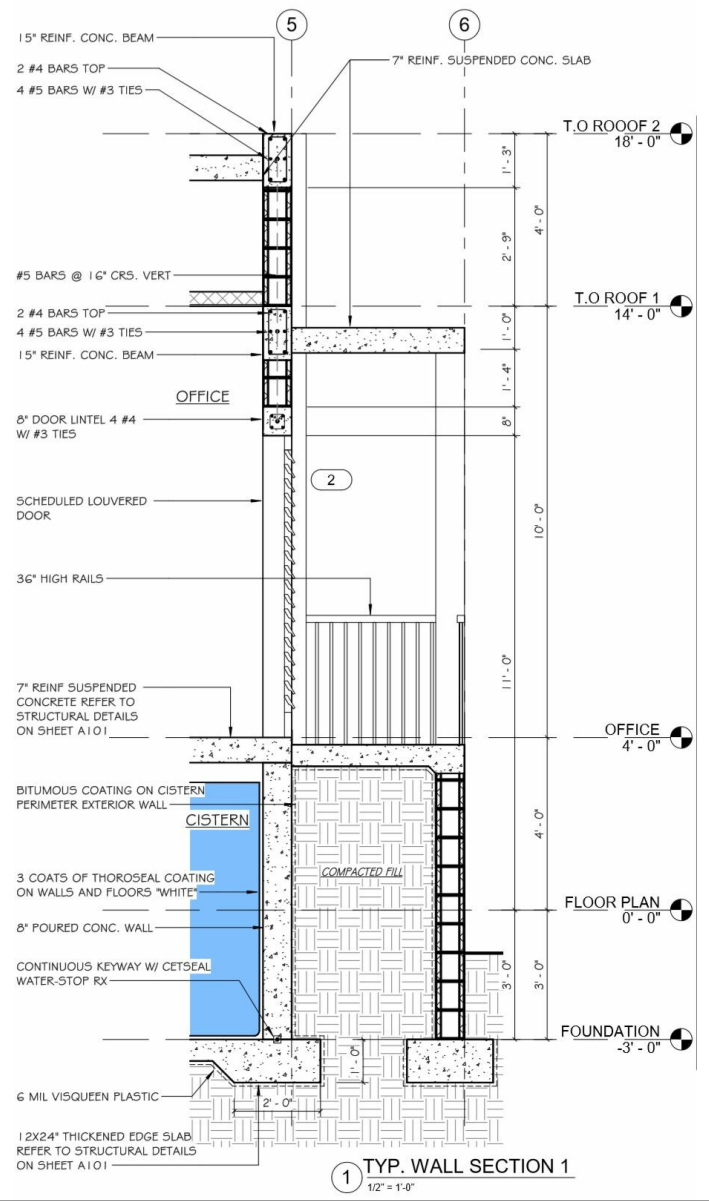 5
6
15" REINF. CONC. BEAM
7" REINF. SUSPENDED CONC. SLAB
2 #4 BARS TOP
4 #5 BARS W/ #3 TIES
T.O ROOOF 2
18' - 0"
1' - 3"
4' - 0"
2' - 9"
#5 BARS @ 16" CRS. VERT
T.O ROOF 1
14' - 0"
2 #4 BARS TOP
4 #5 BARS W/ #3 TIES
15" REINF. CONC. BEAM
1' - 0"
1' - 4"
OFFICE
8" DOOR LINTEL 4 #4
W/ #3 TIES
8"
2
SCHEDULED LOUVERED
DOOR
10' - 0"
36" HIGH RAILS
11' - 0"
7" REINF SUSPENDED
CONCRETE REFER TO
STRUCTURAL DETAILS
ON SHEET A101
OFFICE
4' - 0"
BITUMOUS COATING ON CISTERN
PERIMETER EXTERIOR WALL
CISTERN
4' - 0"
COMPACTED FILL
3 COATS OF THOROSEAL COATING
ON WALLS AND FLOORS "WHITE"
FLOOR PLAN
0' - 0"
8" POURED CONC. WALL
CONTINUOUS KEYWAY W/ CETSEAL
WATER-STOP RX
3' - 0"
3' - 0"
FOUNDATION
-3' - 0"
1' - 0"
6 MIL VISQUEEN PLASTIC
2' - 0"
12X24" THICKENED EDGE SLAB
REFER TO STRUCTURAL DETAILS
ON SHEET A101
1
TYP. WALL SECTION 1
1/2" = 1'-0"